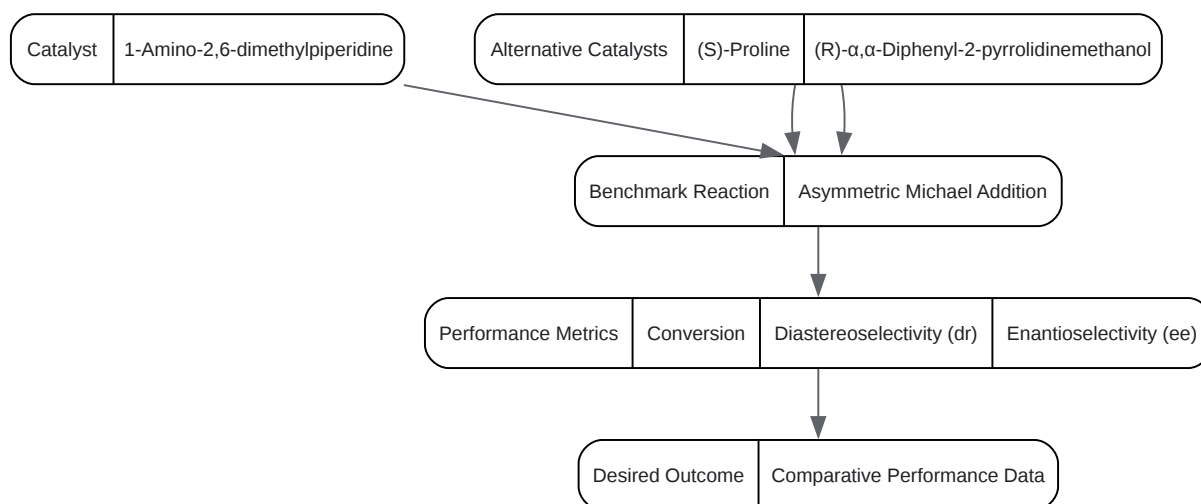 Catalyst 1-Amino-2,6-dimethylpiperidine
Alternative Catalysts (S)-Proline (R)-α,α-Diphenyl-2-pyrrolidinemethanol
Benchmark Reaction Asymmetric Michael Addition
Performance Metrics Conversion Diastereoselectivity (dr) Enantioselectivity (ee)
Desired Outcome Comparative Performance Data